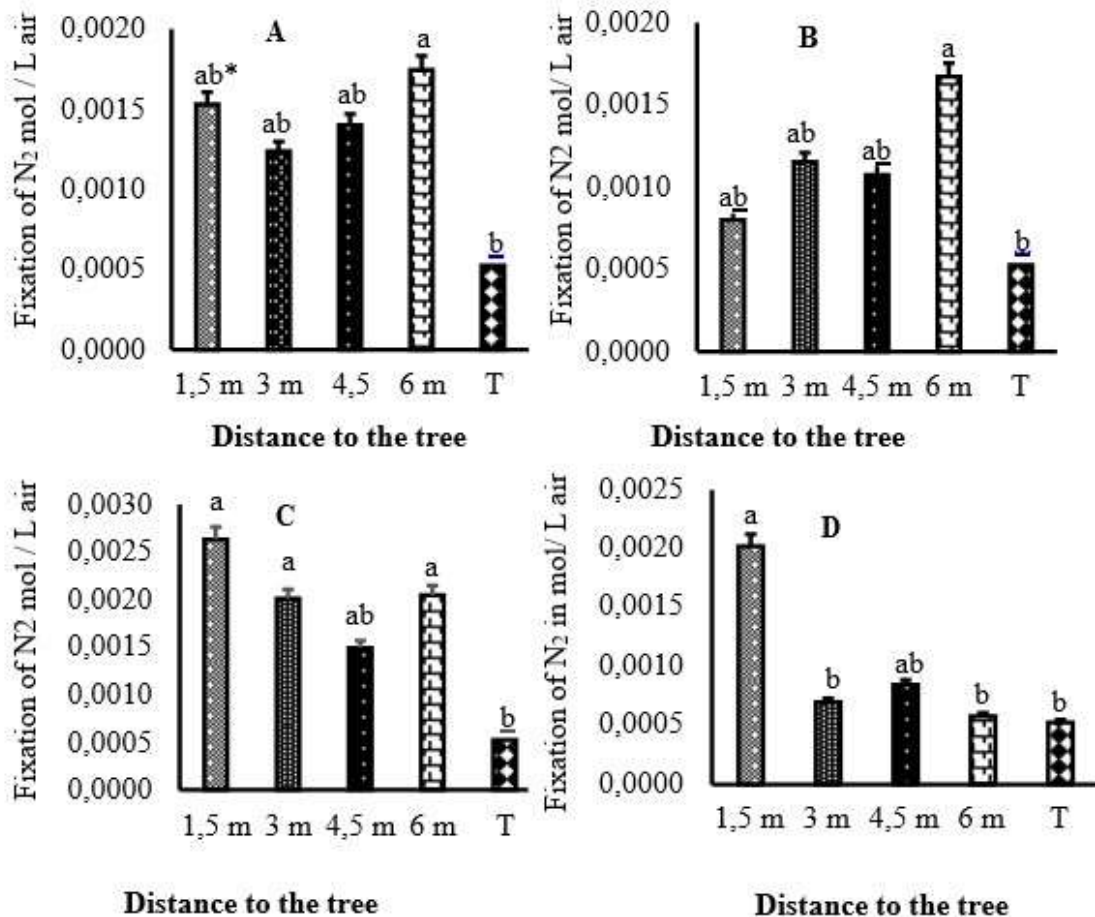 A
Fixation of N₂ mol / L air
0,0020
0,0015
0,0010
0,0005
0,0000
ab*
ab
ab
a
b
1,5 m 3 m 4,5 6 m T
Distance to the tree
B
Fixation of N2 mol/ L air
0,0020
0,0015
0,0010
0,0005
0,0000
ab
ab
ab
a
b
1,5 m 3 m 4,5 m 6 m T
Distance to the tree
C
Fixation of N2 mol / L air
0,0030
0,0025
0,0020
0,0015
0,0010
0,0005
0,0000
a
a
ab
a
b
1,5 m 3 m 4,5 m 6 m T
Distance to the tree
D
Fixation of N₂ in mol/ L air
0,0025
0,0020
0,0015
0,0010
0,0005
0,0000
a
b
ab
b
b
1,5 m 3 m 4,5 m 6 m T
Distance to the tree